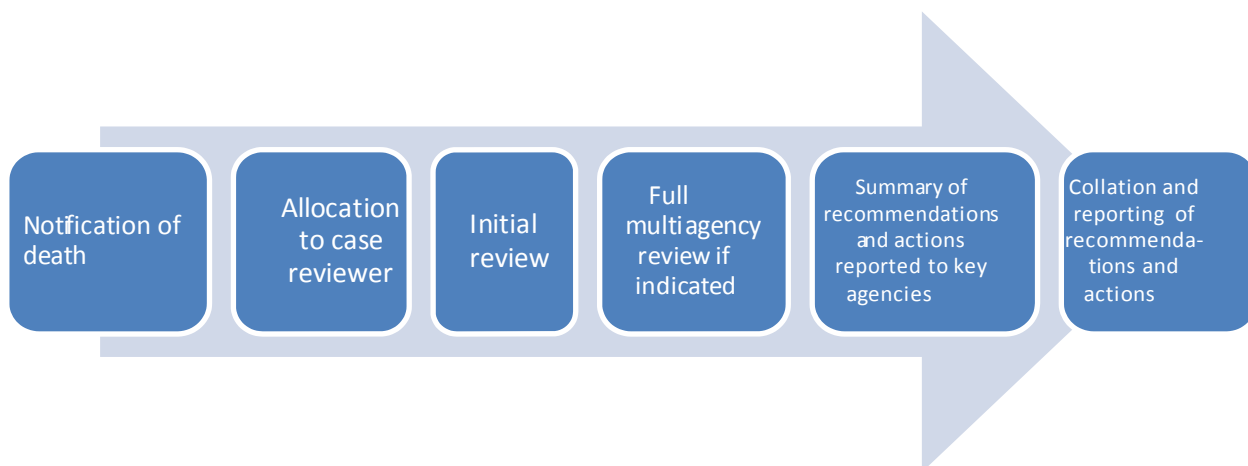 Notification of
death
Allocation
to case
reviewer
Initial
review
Full
multiagency
review if
indicated
Summary of
recommendations
and actions
reported to key
agencies
Collation and
reporting of
recommenda-
tions and
actions